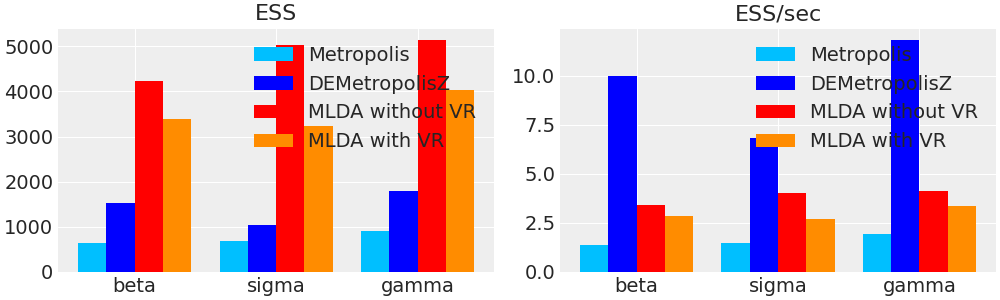 ESS
5000
4000
3000
2000
1000
0
Metropolis
DEMetropolisZ
MLDA without VR
MLDA with VR
beta sigma gamma
ESS/sec
10.0
7.5
5.0
2.5
0.0
Metropolis
DEMetropolisZ
MLDA without VR
MLDA with VR
beta sigma gamma